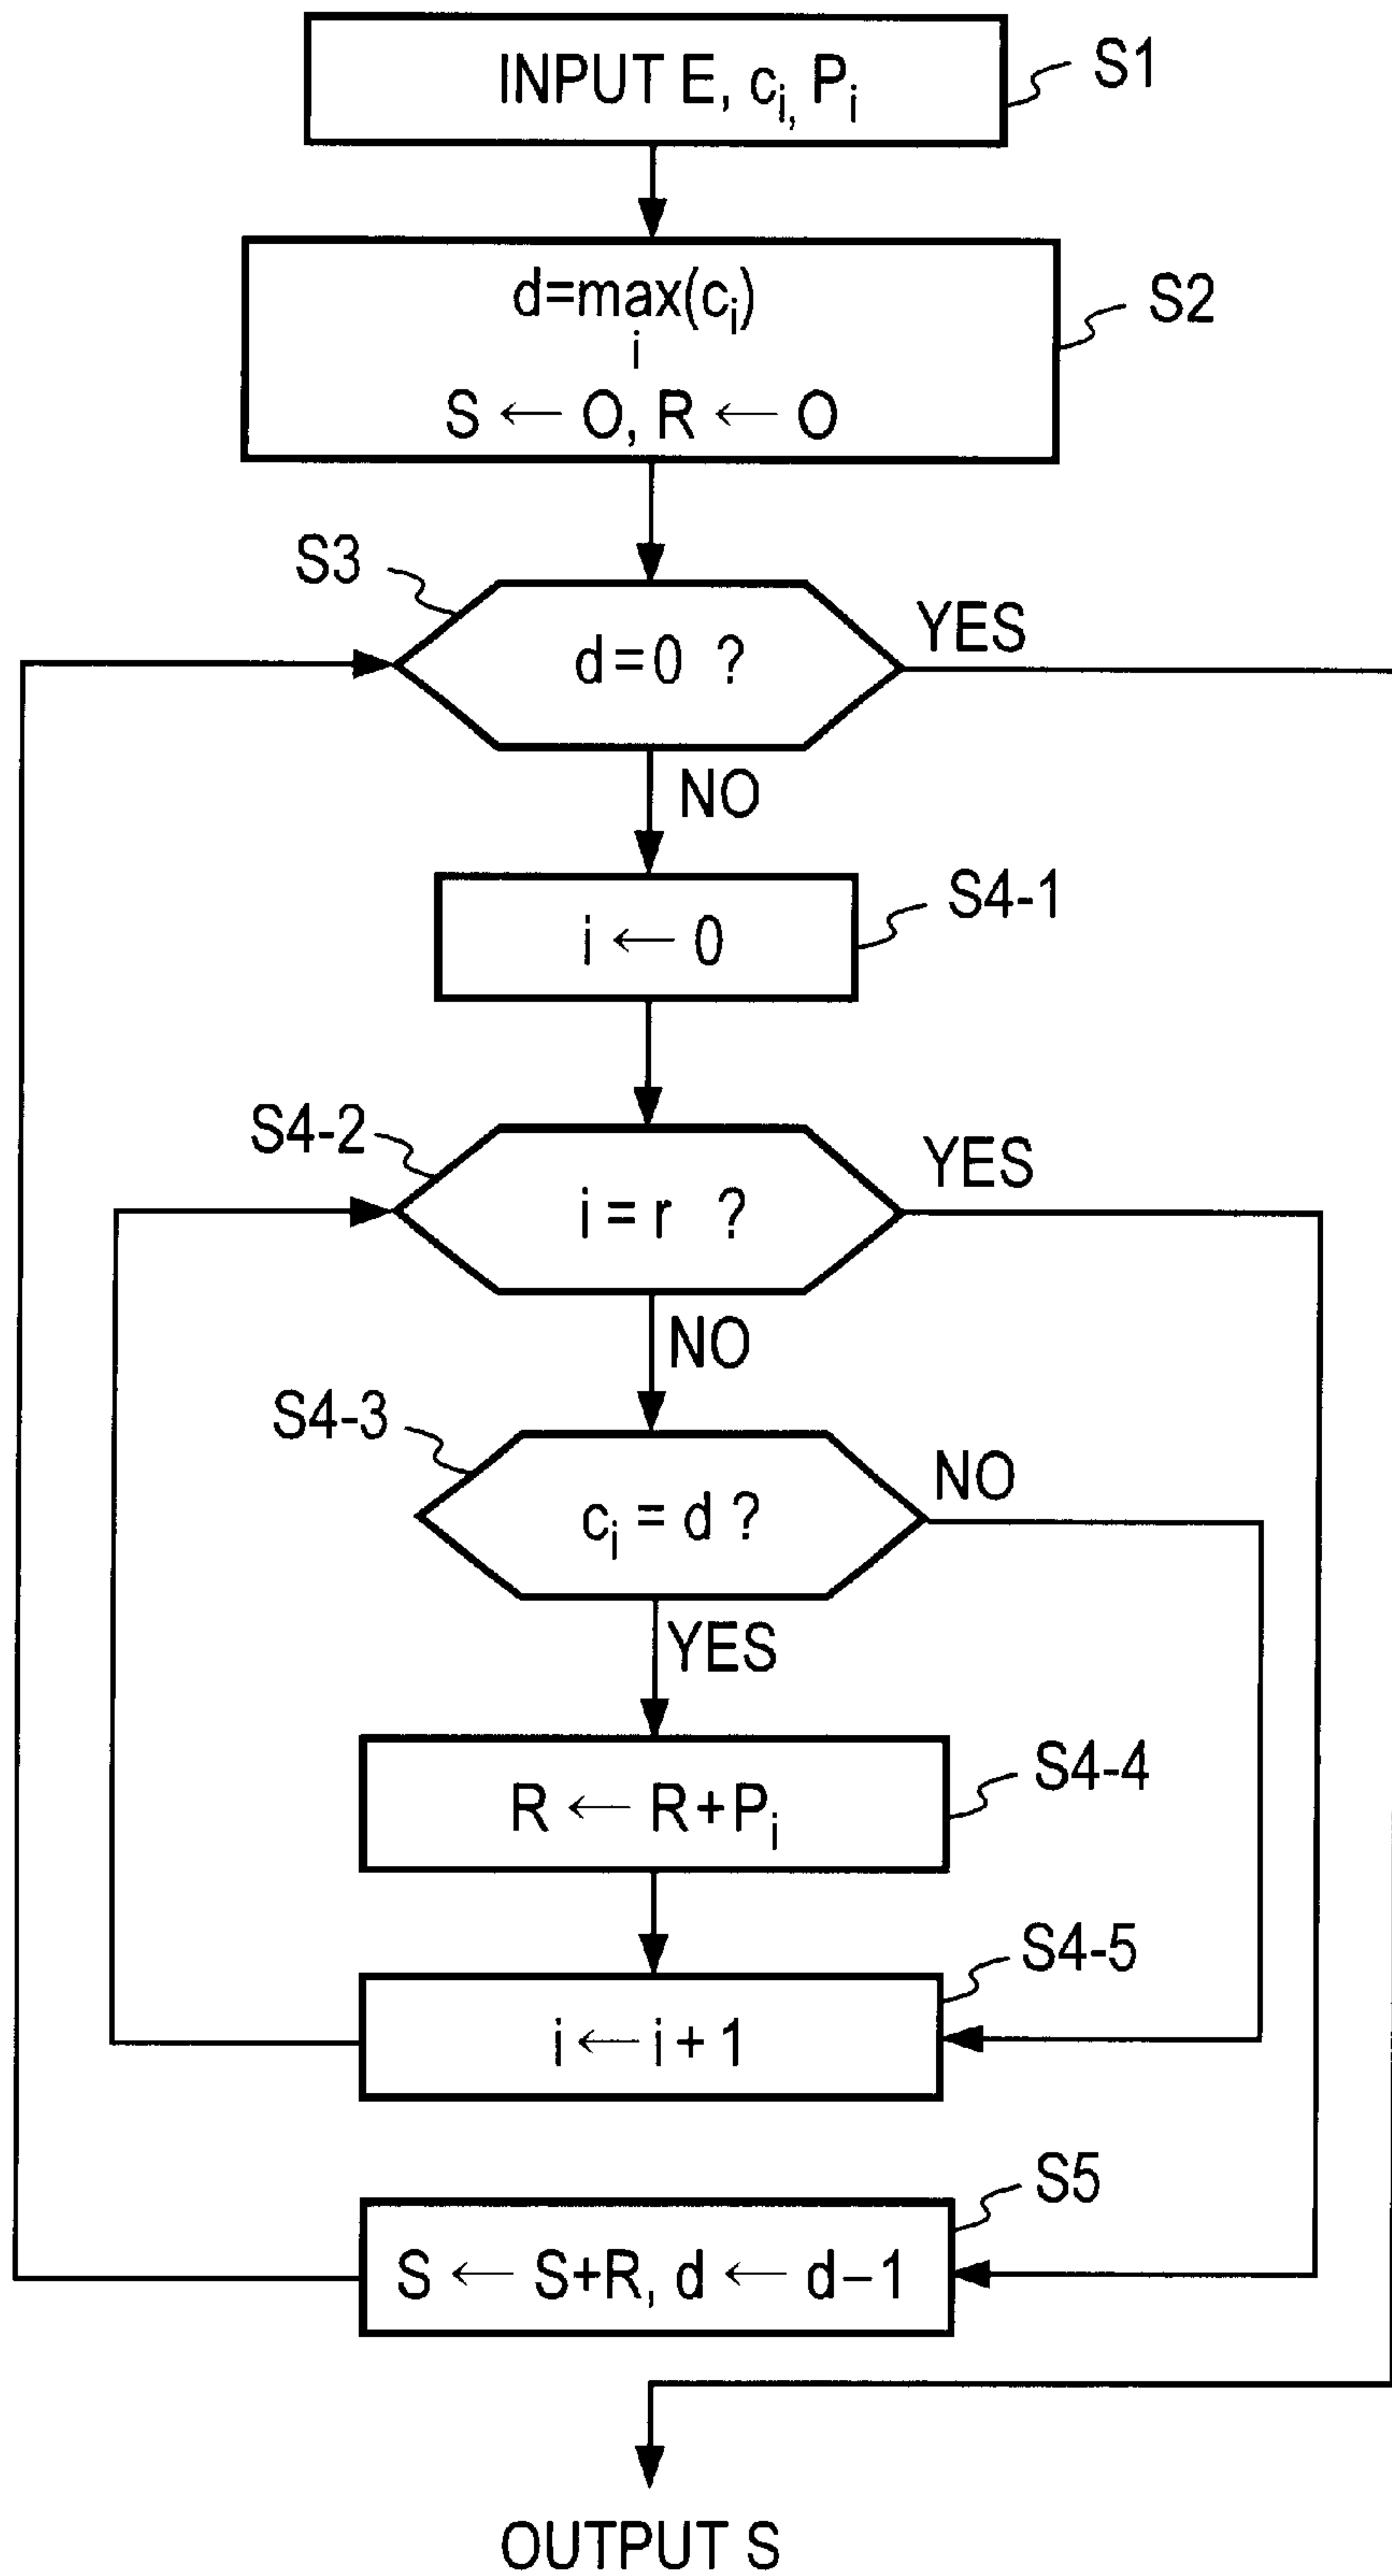 INPUT E, cᵢ, Pᵢ
S1
d=max(cᵢ)
i
S ← O, R ← O
S2
S3
d=0 ?
YES
NO
i ← 0
S4-1
S4-2
i = r ?
YES
NO
S4-3
cᵢ = d ?
NO
YES
R ← R+Pᵢ
S4-4
i ← i + 1
S4-5
S ← S+R, d ← d-1
S5
OUTPUT S